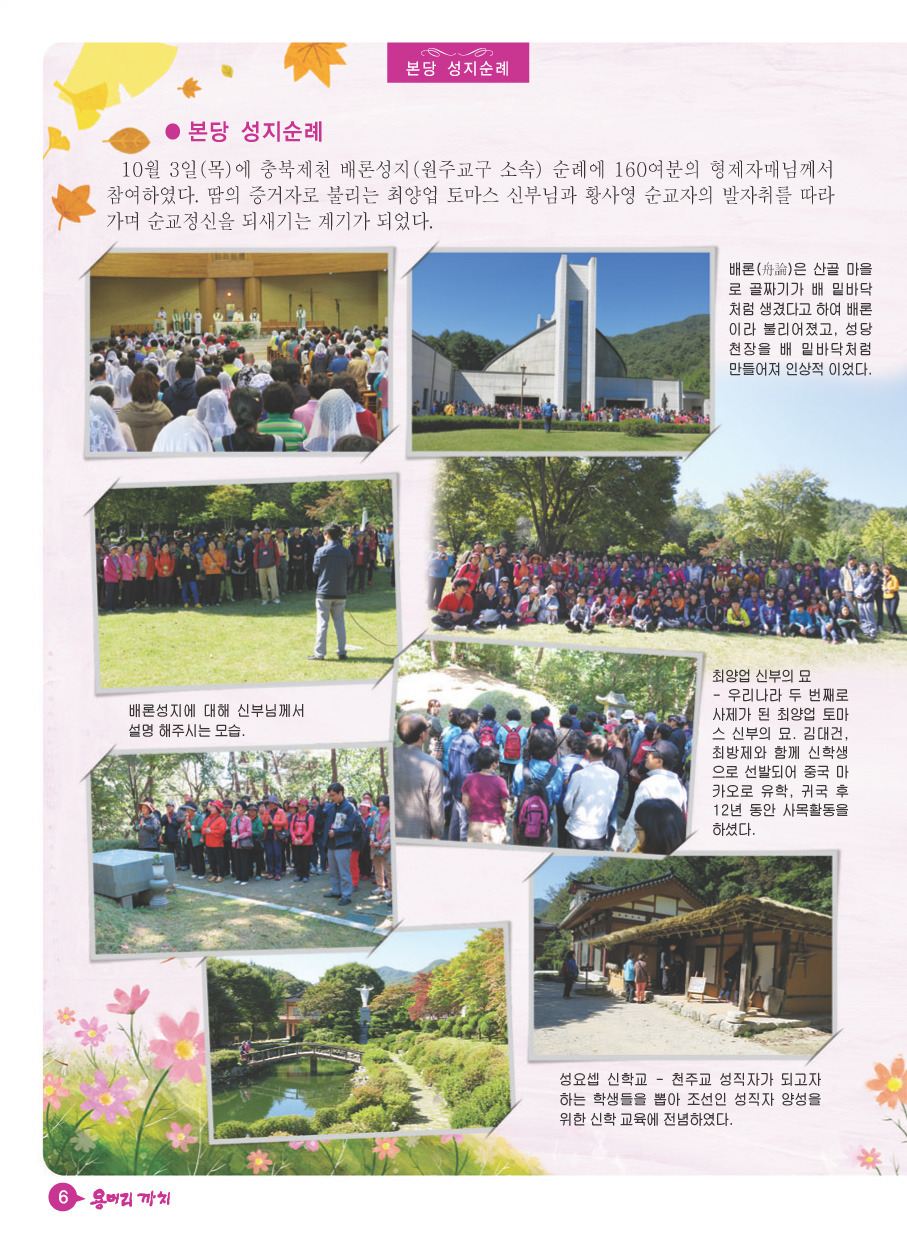 본당 성지순례
● 본당 성지순례
10월 3일(목)에 충북제천 배론성지(원주교구 소속) 순례에 160여분의 형제자매님께서
참여하였다. 땀의 증거자로 불리는 최양업 토마스 신부님과 황사영 순교자의 발자취를 따라
가며 순교정신을 되새기는 계기가 되었다.
배론(舟論)은 산골 마을
로 골짜기가 배 밑바닥
처럼 생겼다고 하여 배론
이라 불리어졌고, 성당
천장을 배 밑바닥처럼
만들어져 인상적 이었다.
배론성지에 대해 신부님께서
설명 해주시는 모습.
최양업 신부의 묘
- 우리나라 두 번째로
사제가 된 최양업 토마
스 신부의 묘. 김대건,
최방제와 함께 신학생
으로 선발되어 중국 마
카오로 유학, 귀국 후
12년 동안 사목활동을
하셨다.
성요셉 신학교 - 천주교 성직자가 되고자
하는 학생들을 뽑아 조선인 성직자 양성을
위한 신학 교육에 전념하였다.
6 용머리 까치